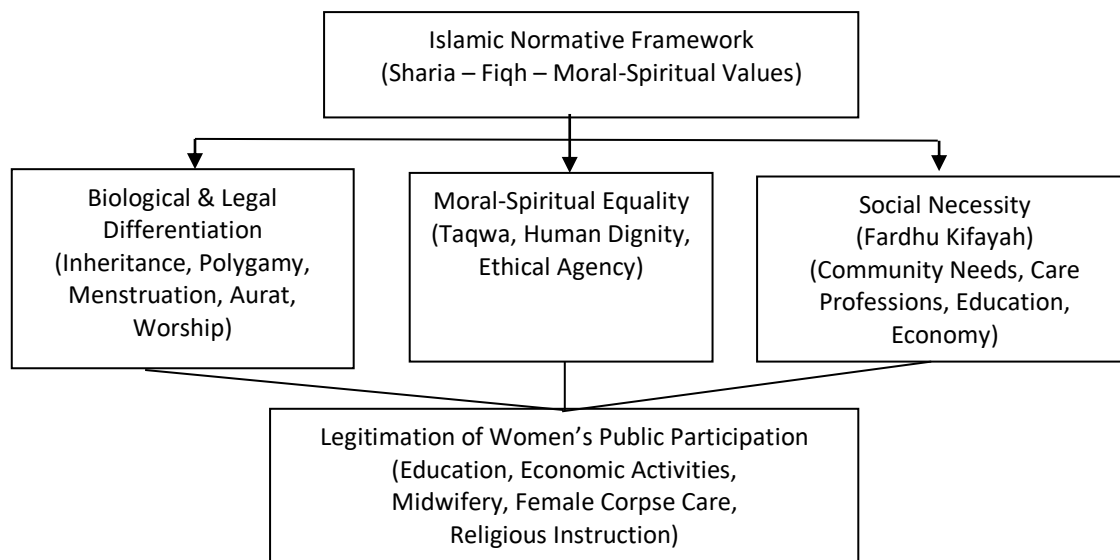 Islamic Normative Framework
(Sharia – Fiqh – Moral-Spiritual Values)
Biological & Legal
Differentiation
(Inheritance, Polygamy,
Menstruation, Aurat,
Worship)
Moral-Spiritual Equality
(Taqwa, Human Dignity,
Ethical Agency)
Social Necessity
(Fardhu Kifayah)
(Community Needs, Care
Professions, Education,
Economy)
Legitimation of Women’s Public Participation
(Education, Economic Activities,
Midwifery, Female Corpse Care,
Religious Instruction)